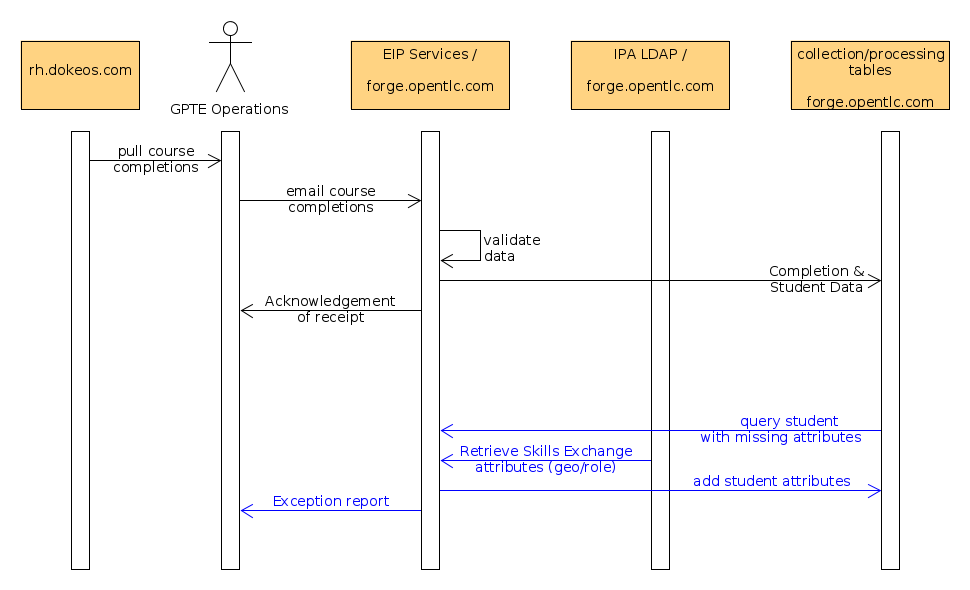 rh.dokeos.com
GPTE Operations
EIP Services /
forge.opentlc.com
IPA LDAP /
forge.opentlc.com
collection/processing
tables
forge.opentlc.com
pull course
completions
email course
completions
validate
data
Completion &
Student Data
Acknowledgement
of receipt
query student
with missing attributes
Retrieve Skills Exchange
attributes (geo/role)
add student attributes
Exception report